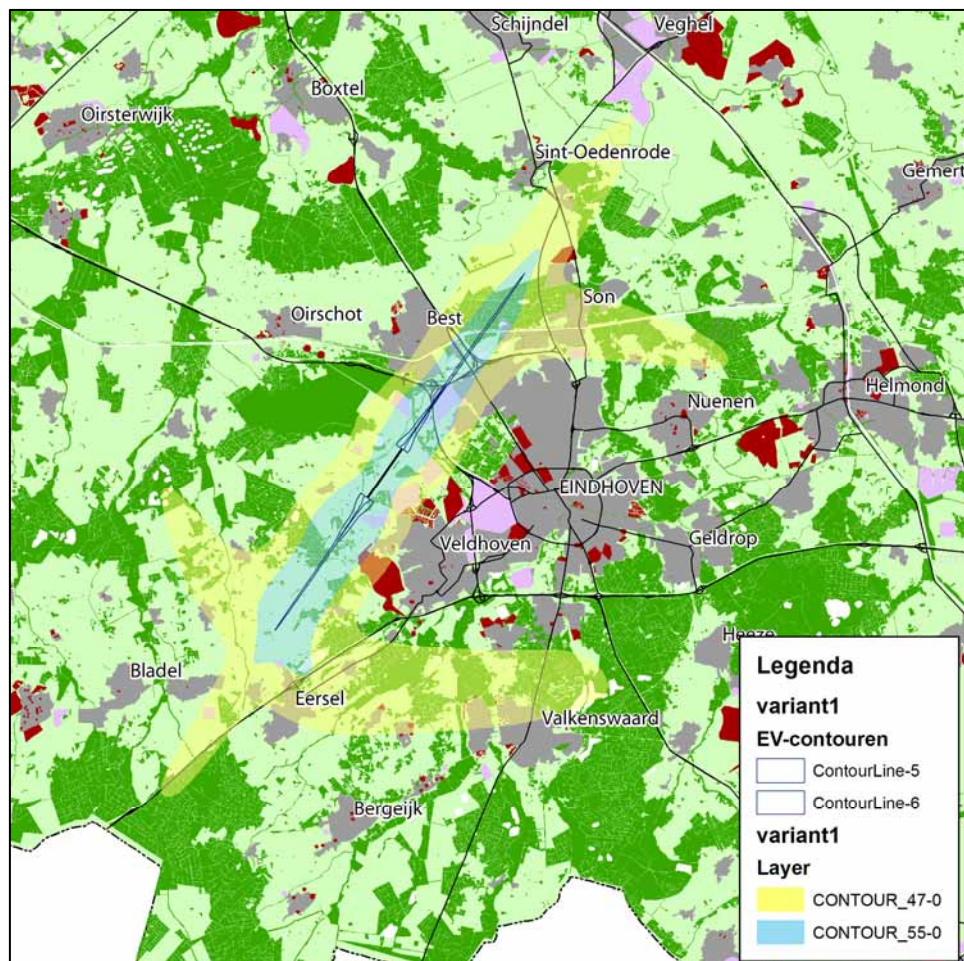 Schijndel
Veghel
Boxtel
Oirsterwijk
Sint-Oedenrode
Gemert
Oirschot
Best
Son
Nuenen
Helmond
EINDHOVEN
Veldhoven
Geldrop
Heeze
Bladel
Eersel
Valkenswaard
Bergeijk
Legenda
variant1
EV-contouren
ContourLine-5
ContourLine-6
variant1
Layer
CONTOUR_47-0
CONTOUR_55-0